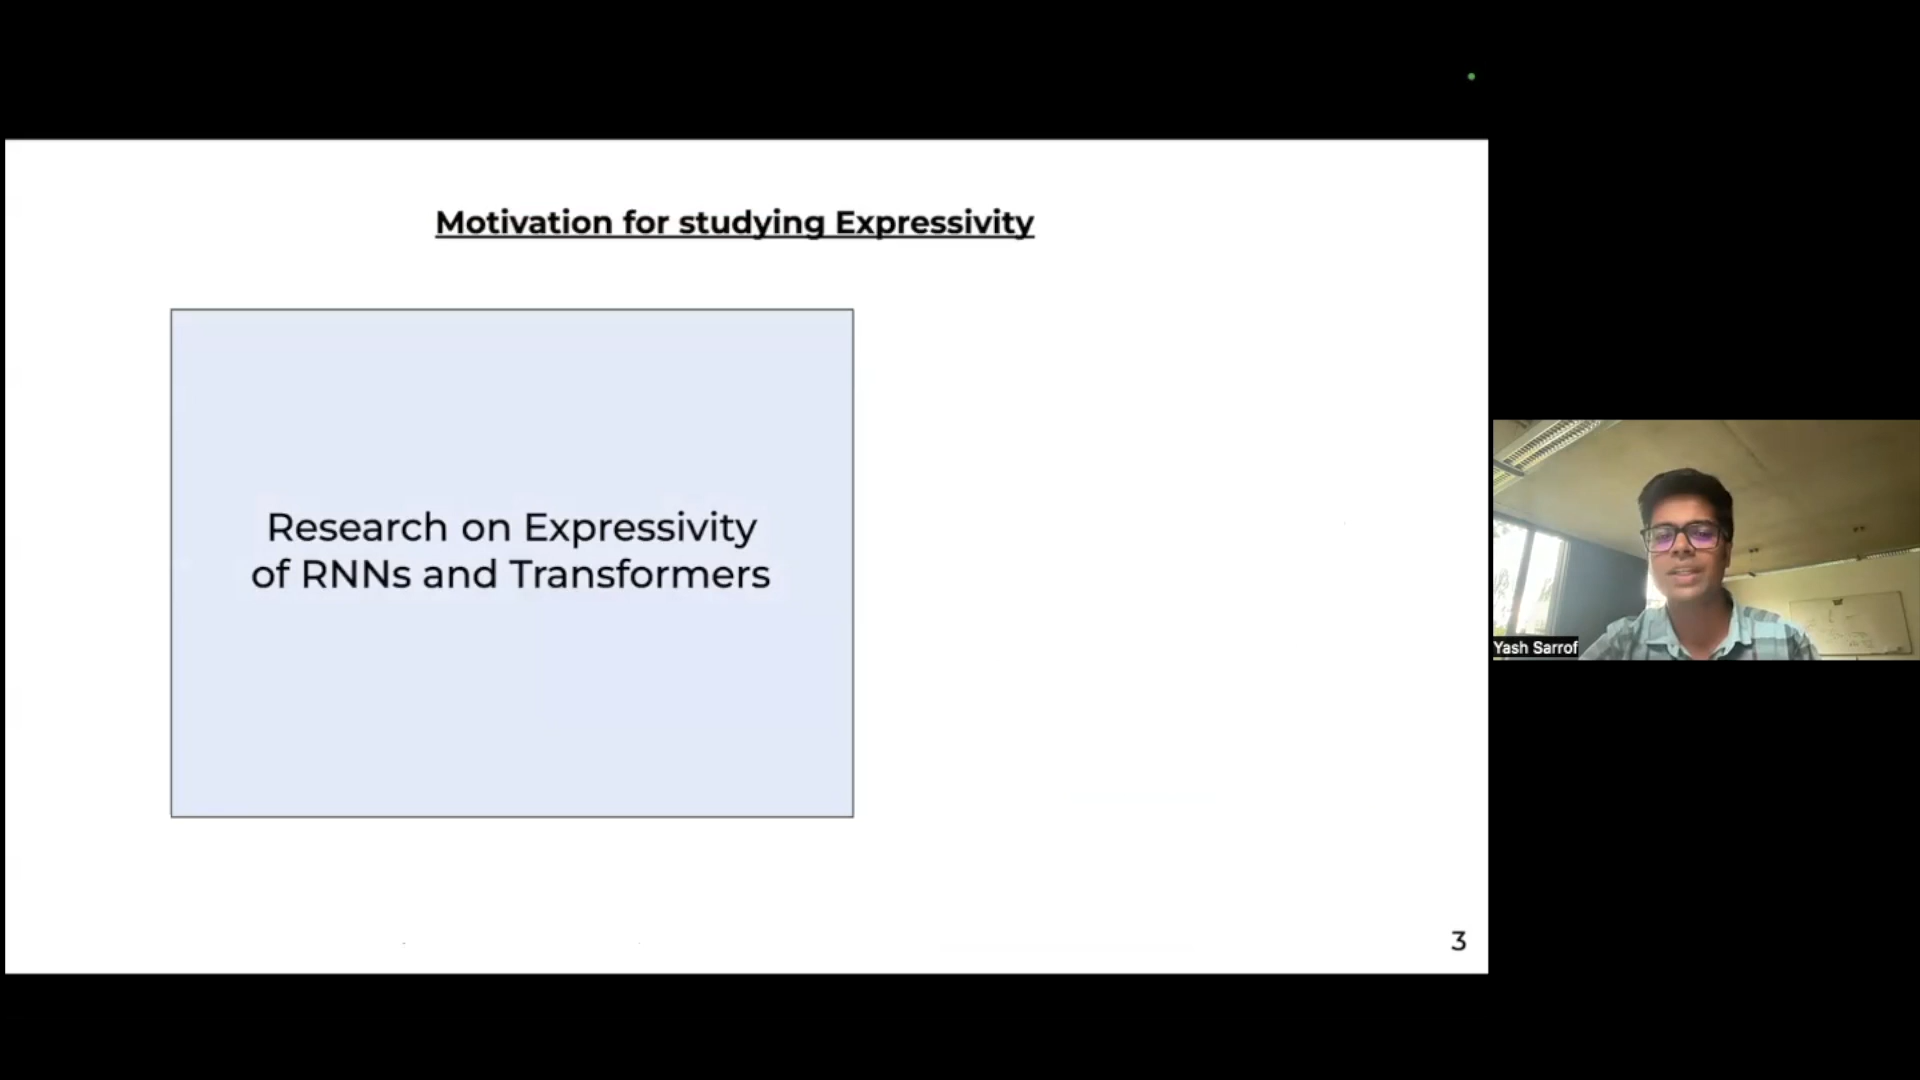 Motivation for studying Expressivity
Research on Expressivity
of RNNs and Transformers
3
Yash Sarrof